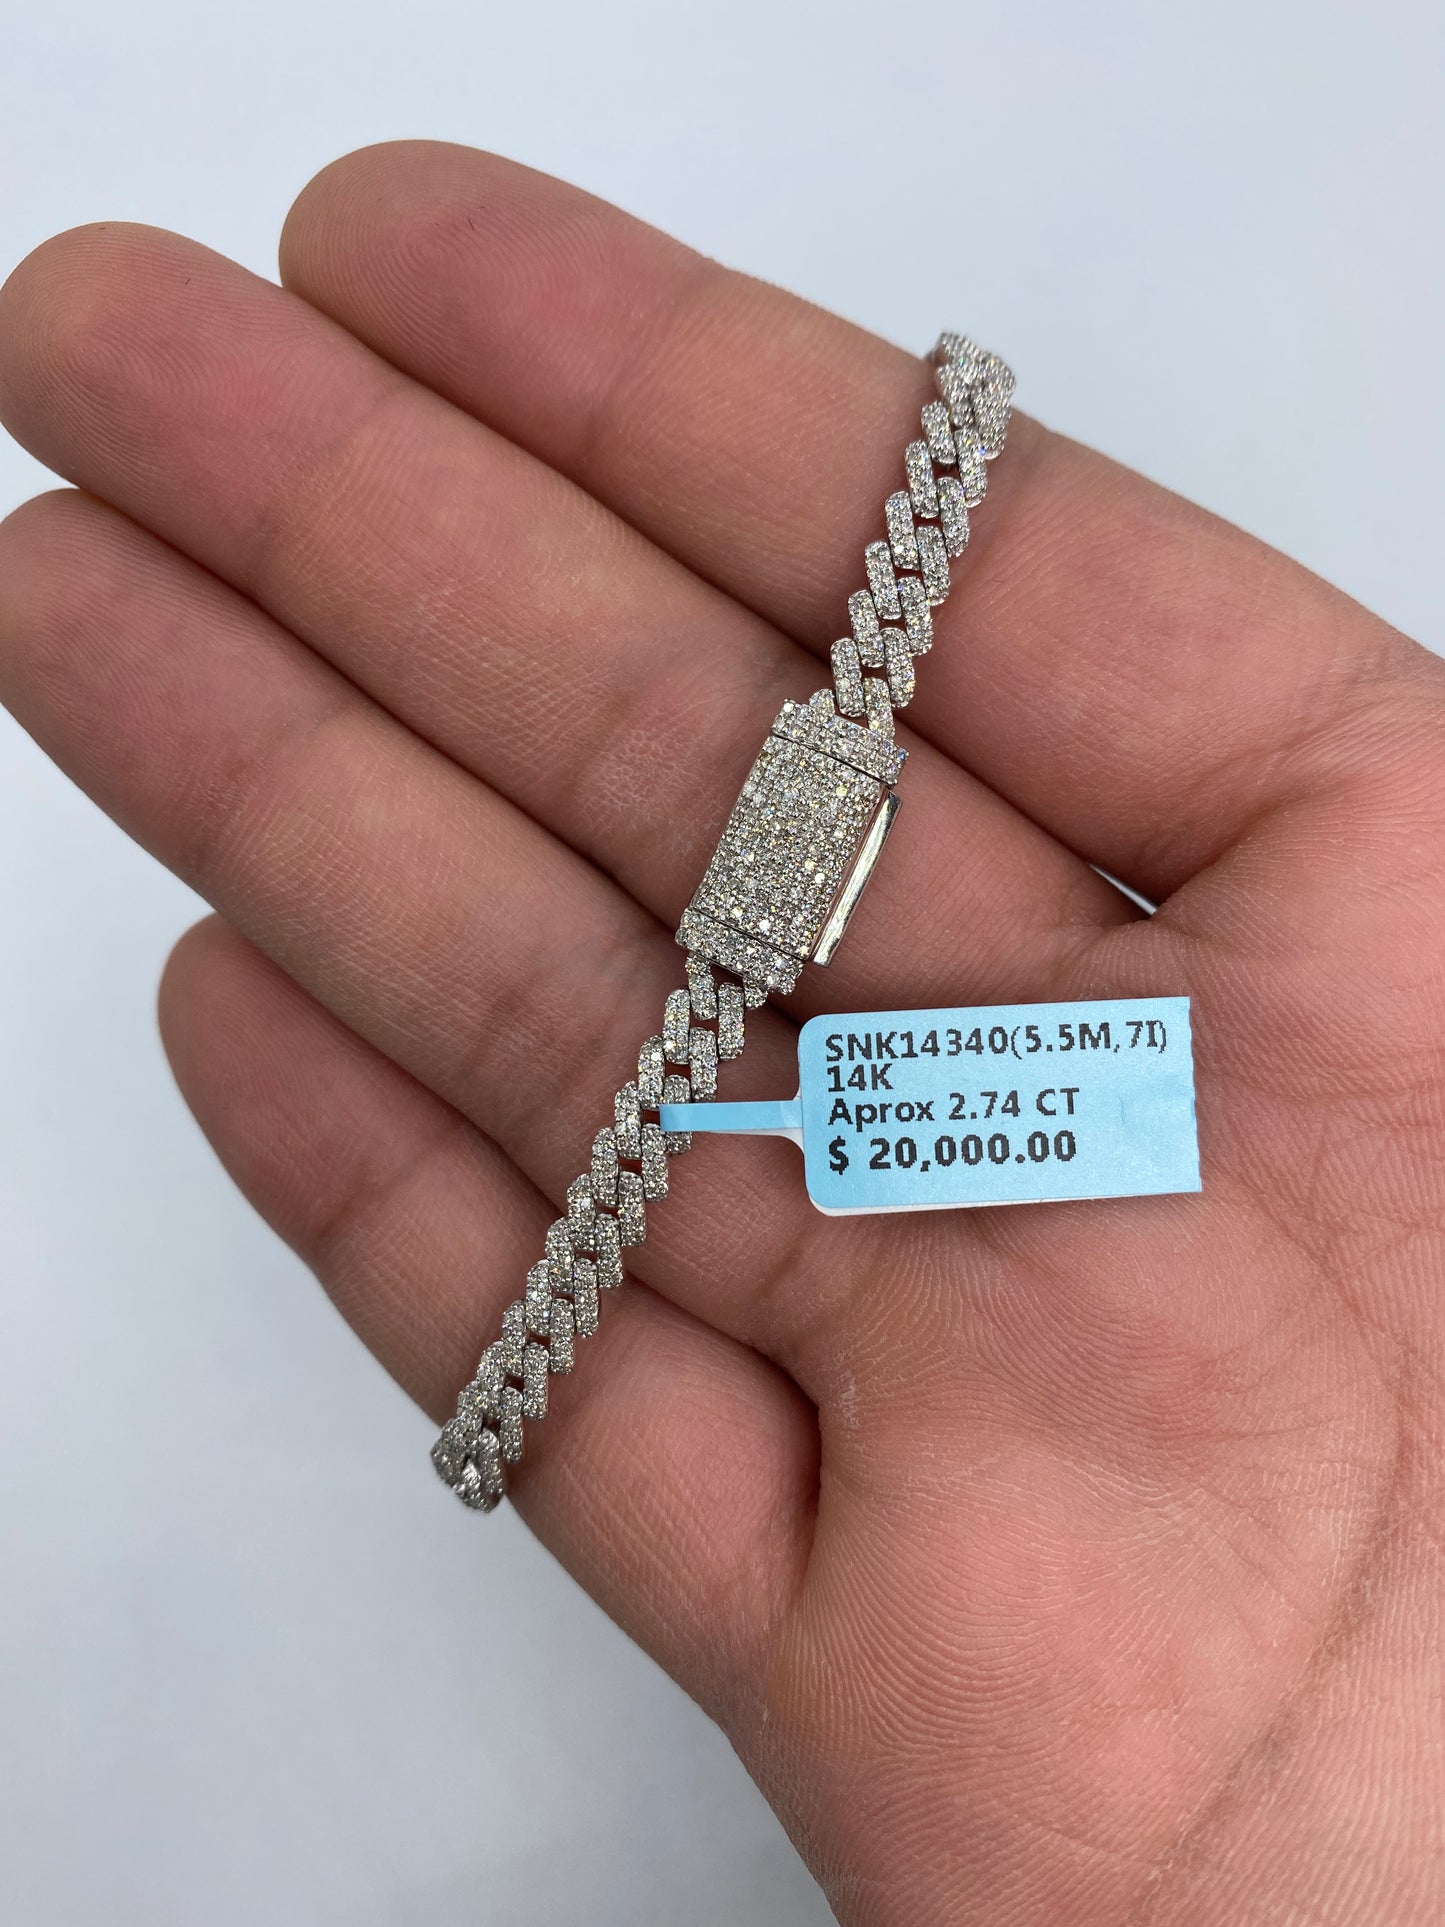 SNK14340(5.5M,7I)
14K
Aprox 2.74 CT
$ 20,000.00